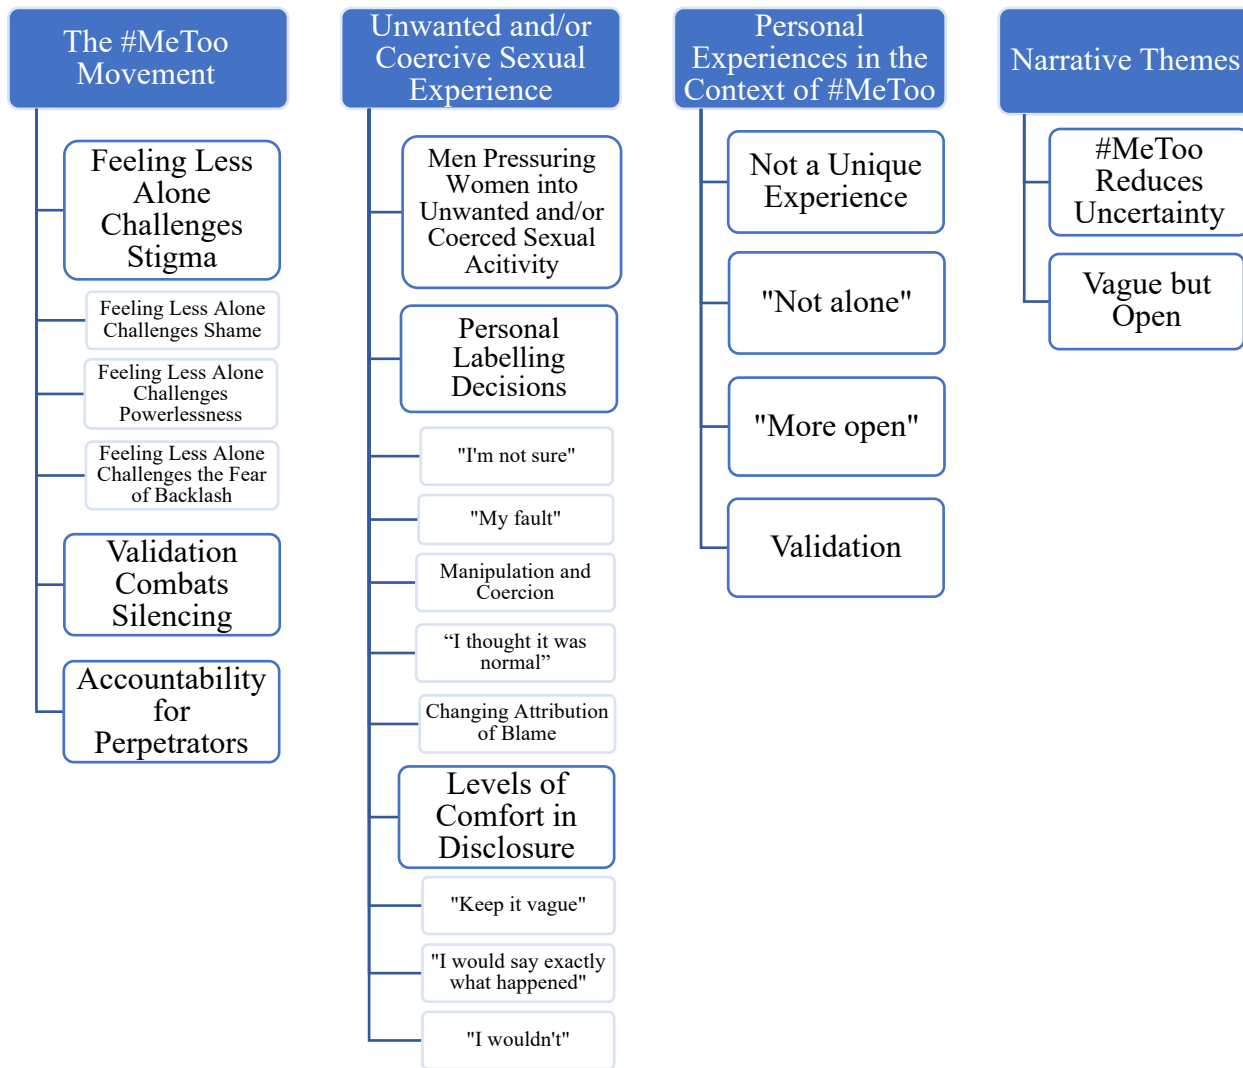 The #MeToo
Movement
Feeling Less
Alone
Challenges
Stigma
Feeling Less Alone
Challenges Shame
Feeling Less Alone
Challenges
Powerlessness
Feeling Less Alone
Challenges the Fear
of Backlash
Validation
Combats
Silencing
Accountability
for
Perpetrators
Unwanted and/or
Coercive Sexual
Experience
Men Pressuring
Women into
Unwanted and/or
Coerced Sexual
Acitivity
Personal
Labelling
Decisions
"I'm not sure"
"My fault"
Manipulation and
Coercion
“I thought it was
normal”
Changing Attribution
of Blame
Levels of
Comfort in
Disclosure
"Keep it vague"
"I would say exactly
what happened"
"I wouldn't"
Personal
Experiences in the
Context of #MeToo
Not a Unique
Experience
"Not alone"
"More open"
Validation
Narrative Themes
#MeToo
Reduces
Uncertainty
Vague but
Open